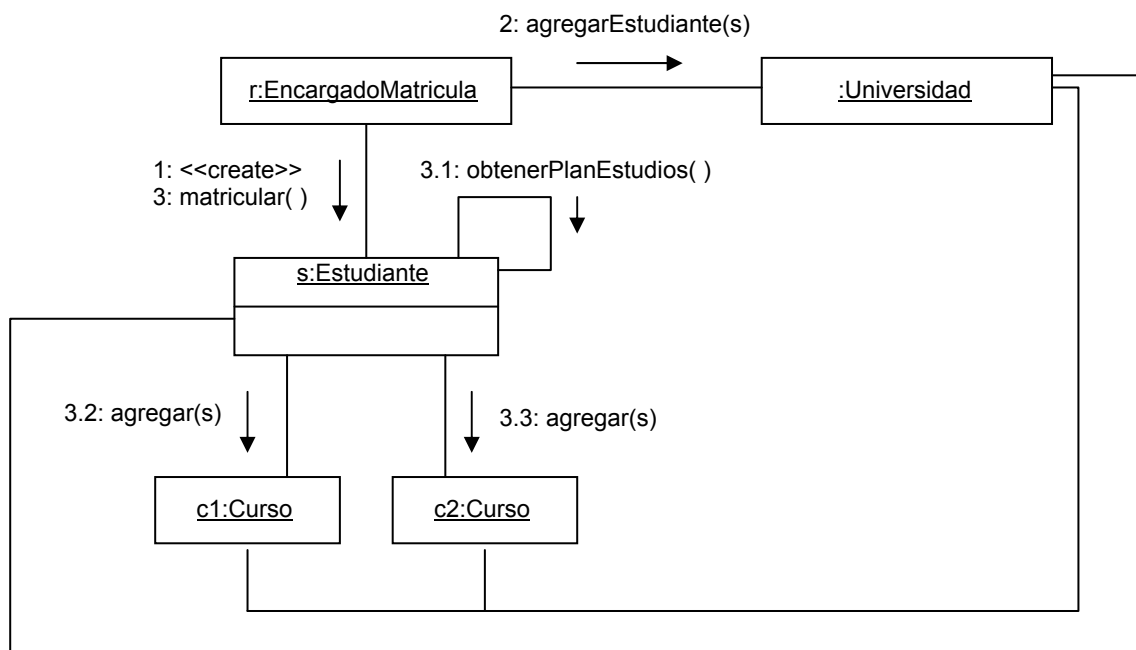 2: agregarEstudiante(s)
r:EncargadoMatricula
:Universidad
1: <<create>>
3: matricular( )
3.1: obtenerPlanEstudios( )
s:Estudiante
3.2: agregar(s)
3.3: agregar(s)
c1:Curso
c2:Curso